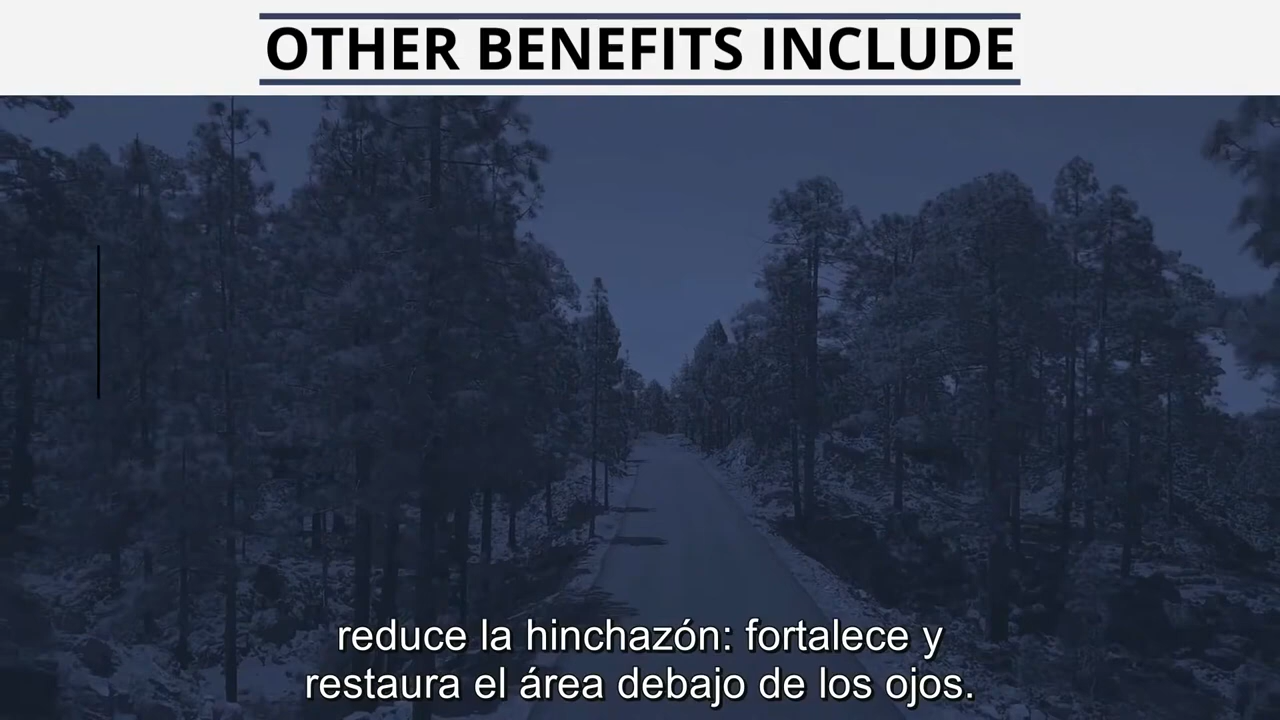 OTHER BENEFITS INCLUDE
reduce la hinchazón: fortalece y
restaura el área debajo de los ojos.